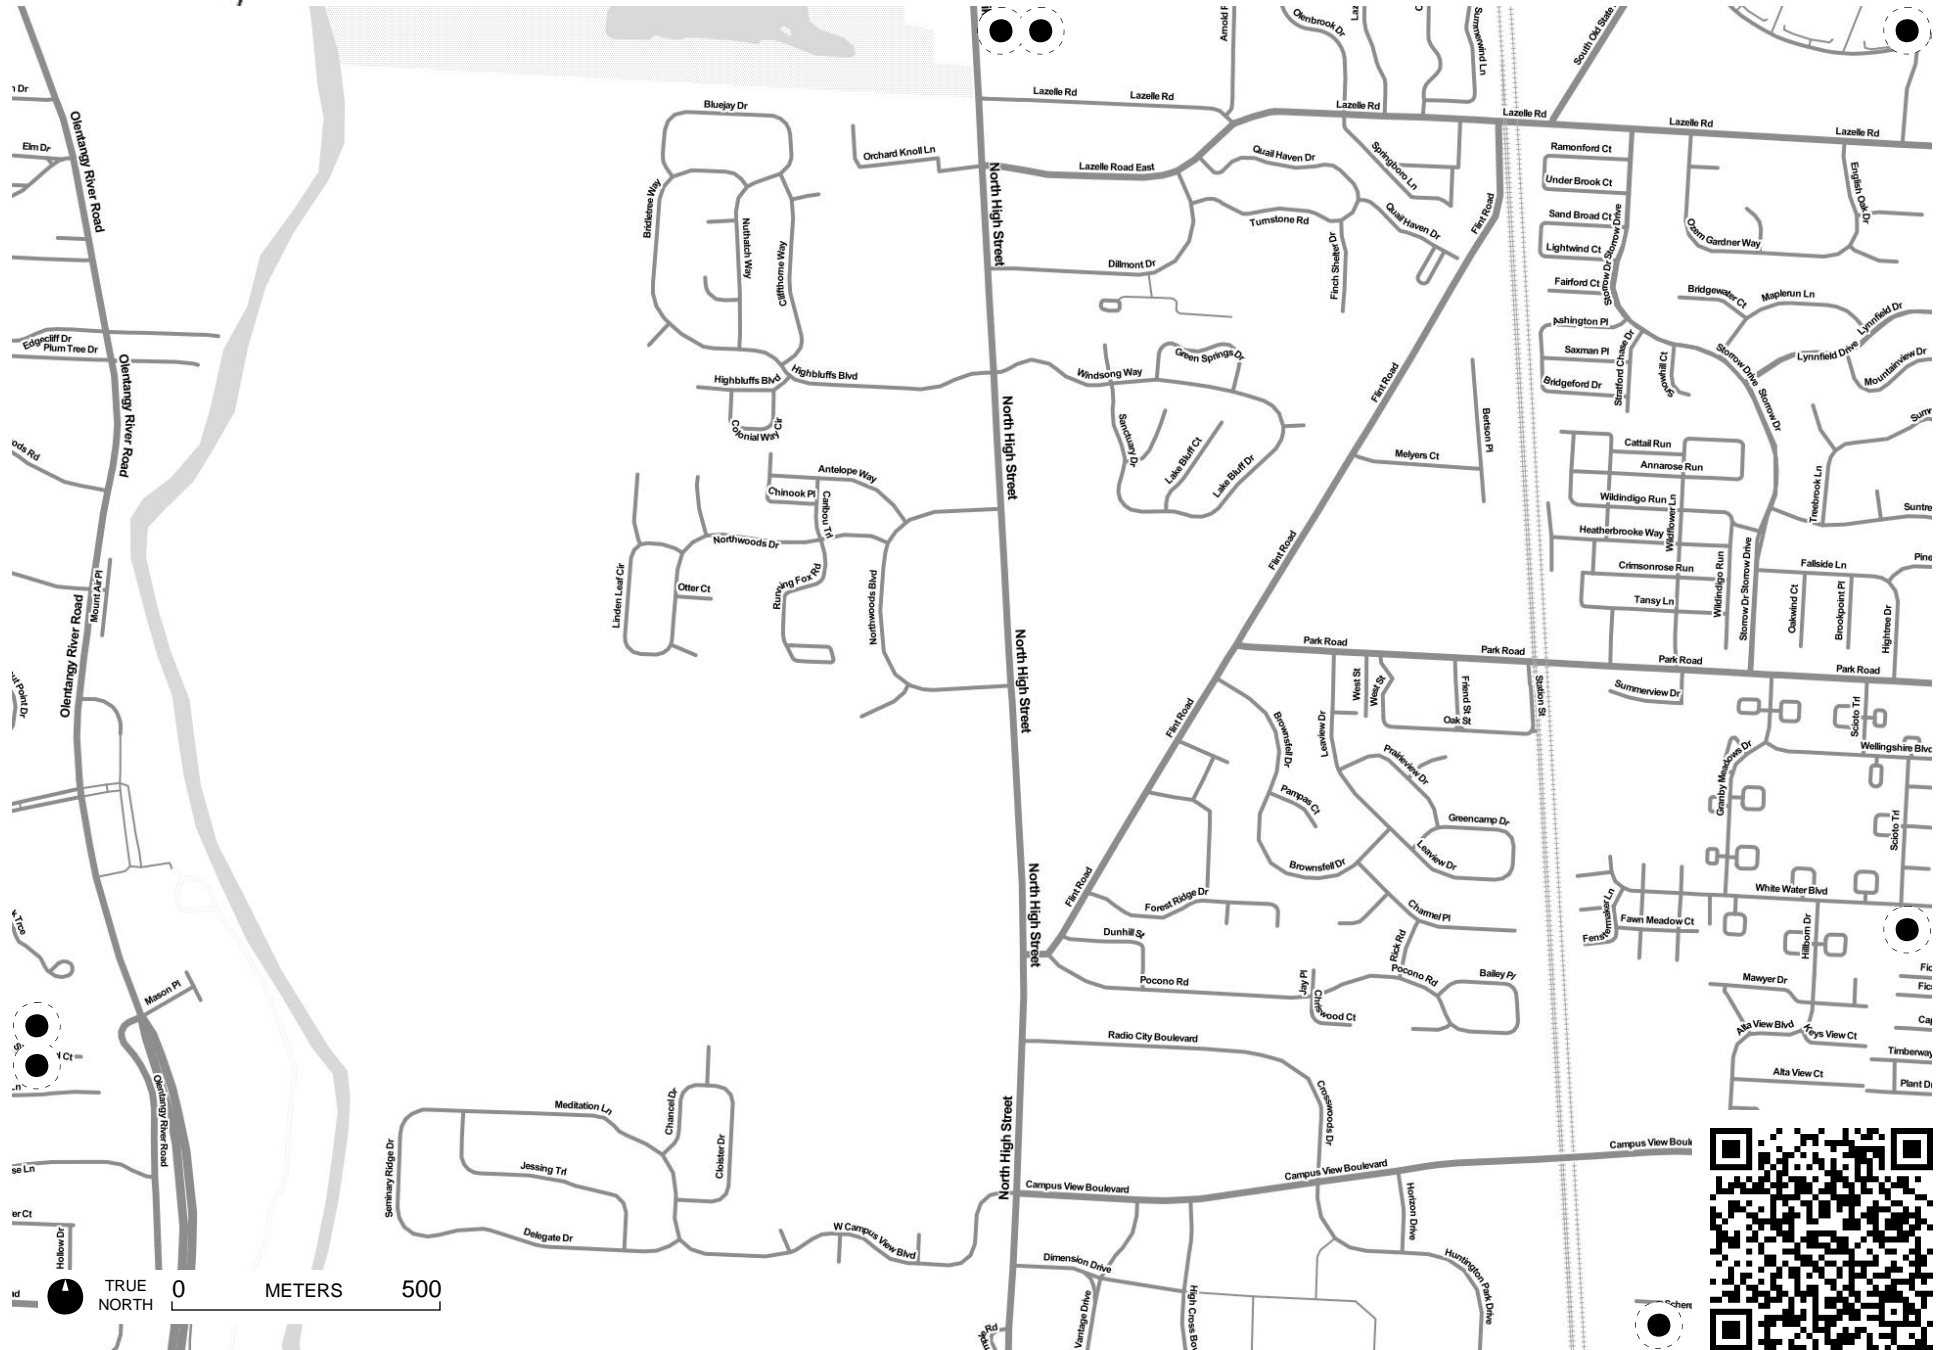 Olentangy River Road
Elm Dr
Edgecliff Dr
Plum Tree Dr
Olentangy River Road
Mount Air Pl
Olentangy River Road
Mason Pl
Olentangy River Road
Bluejay Dr
Bridletree Way
Nuthatch Way
Cliffthorne Way
Orchard Knoll Ln
Highbluffs Blvd
Highbluffs Blvd
Colonial Way Cir
Antelope Way
Chinook Pl
Caribou Trl
Northwoods Dr
Linden Leaf Cir
Otter Ct
Running Fox Rd
Northwoods Blvd
Meditation Ln
Chancel Dr
Cloister Dr
Seminary Ridge Dr
Jessing Trl
Delegate Dr
W Campus View Blvd
North High Street
North High Street
North High Street
North High Street
North High Street
Lazelle Rd
Lazelle Rd
Lazelle Rd
Lazelle Rd
Lazelle Rd
Lazelle Rd
Lazelle Road East
Olenbrook Dr
Summerwind Ln
South Old State
Quail Haven Dr
Springboro Ln
Turnstone Rd
Quail Haven Dr
Finch Shelter Dr
Dillmont Dr
Flint Road
Flint Road
Flint Road
Flint Road
Flint Road
Green Springs Dr
Windsong Way
Sanctuary Dr
Lake Bluff Ct
Lake Bluff Dr
Bertson Pl
Melyers Ct
Ramonford Ct
Under Brook Ct
Sand Broad Ct
Lightwind Ct
Fairford Ct
Storrow Dr
Storrow Drive
Ashington Pl
Saxman Pl
Bridgeford Dr
Stratford Chase Dr
Snowhill Ct
English Oak Dr
Ozem Gardner Way
Bridgewater Ct
Maplerun Ln
Lynnfield Dr
Lynnfield Drive
Mountainview Dr
Storrow Drive
Storrow Dr
Cattail Run
Annarose Run
Wildindigo Run
Wildflower Ln
Heatherbrooke Way
Crimsonrose Run
Tansy Ln
Wildindigo Run
Storrow Dr
Storrow Drive
Treebrook Ln
Fallside Ln
Oakwind Ct
Brookpoint Pl
Hightree Dr
Park Road
Park Road
Park Road
Park Road
West St
West St
Friend St
Oak St
Station St
Summerview Dr
Scioto Trl
Wellingshire Blvd
Granby Meadows Dr
Scioto Trl
White Water Blvd
Fenstermaker Ln
Fawn Meadow Ct
Hillborn Dr
Mawyer Dr
Alta View Blvd
Keys View Ct
Alta View Ct
Timberway
Plant Dr
Brownsfell Dr
Leaview Dr
Prairieview Dr
Pampas Ct
Greencamp Dr
Leaview Dr
Brownsfell Dr
Forest Ridge Dr
Charmel Pl
Dunhill St
Rick Rd
Pocono Rd
Pocono Rd
Bailey Pl
Jay Pl
Chriswood Ct
Radio City Boulevard
Crosswoods Dr
Campus View Boulevard
Campus View Boulevard
Campus View Boul
Horizon Drive
Huntington Park Drive
Dimension Drive
Vantage Drive
High Cross Bo
TRUE
NORTH
0 METERS 500